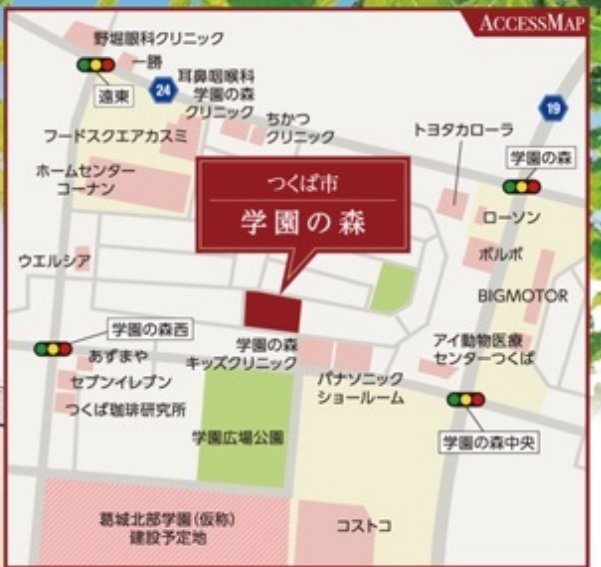 ACCESSMAP
野堀眼科クリニック
一勝
遠東
24
耳鼻咽喉科
学園の森
クリニック
ちかつ
クリニック
19
トヨタカローラ
学園の森
フードスクエアカスミ
ホームセンター
コーナン
つくば市
学園の森
ローソン
ボルボ
ウエルシア
BIGMOTOR
学園の森西
学園の森
キッズクリニック
アイ動物医療
センターつくば
あずまや
セブンイレブン
つくば珈琲研究所
パナソニック
ショールーム
学園の森中央
学園広場公園
葛城北部学園(仮称)
建設予定地
コストコ